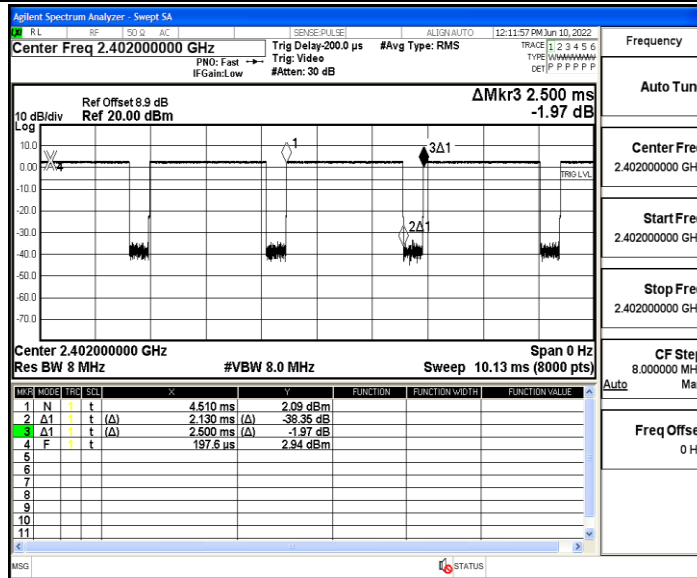 Agilent Spectrum Analyzer - Swept SA
RL RF 50 Ω AC SENSE:PULSE ALIGN AUTO 12:11:57 PM Jun 10, 2022
Center Freq 2.402000000 GHz
PNO: Fast
IFGain:Low
Trig Delay-200.0 µs
Trig: Video
#Atten: 30 dB
#Avg Type: RMS
TRACE 1 2 3 4 5 6
TYPE WWWWWW
DET P P P P P P
Ref Offset 8.9 dB
10 dB/div Ref 20.00 dBm
Log
ΔMkr3 2.500 ms
-1.97 dB
10.0
0.00
-10.0
-20.0
-30.0
-40.0
-50.0
-60.0
-70.0
1
3Δ1
4
TRIG LVL
2Δ1
Center 2.402000000 GHz Span 0 Hz
Res BW 8 MHz #VBW 8.0 MHz Sweep 10.13 ms (8000 pts)
MKR MODE TRC SCL X Y FUNCTION FUNCTION WIDTH FUNCTION VALUE
1 N 1 t 4.510 ms 2.09 dBm
2 Δ1 1 t (Δ) 2.130 ms (Δ) -38.35 dB
3 Δ1 1 t (Δ) 2.500 ms (Δ) -1.97 dB
4 F 1 t 197.6 µs 2.94 dBm
5
6
7
8
9
10
11
MSG STATUS
Frequency
Auto Tun
Center Fre
2.402000000 GH
Start Fre
2.402000000 GH
Stop Fre
2.402000000 GH
CF Step
8.000000 MH
Auto Ma
Freq Offse
0 H